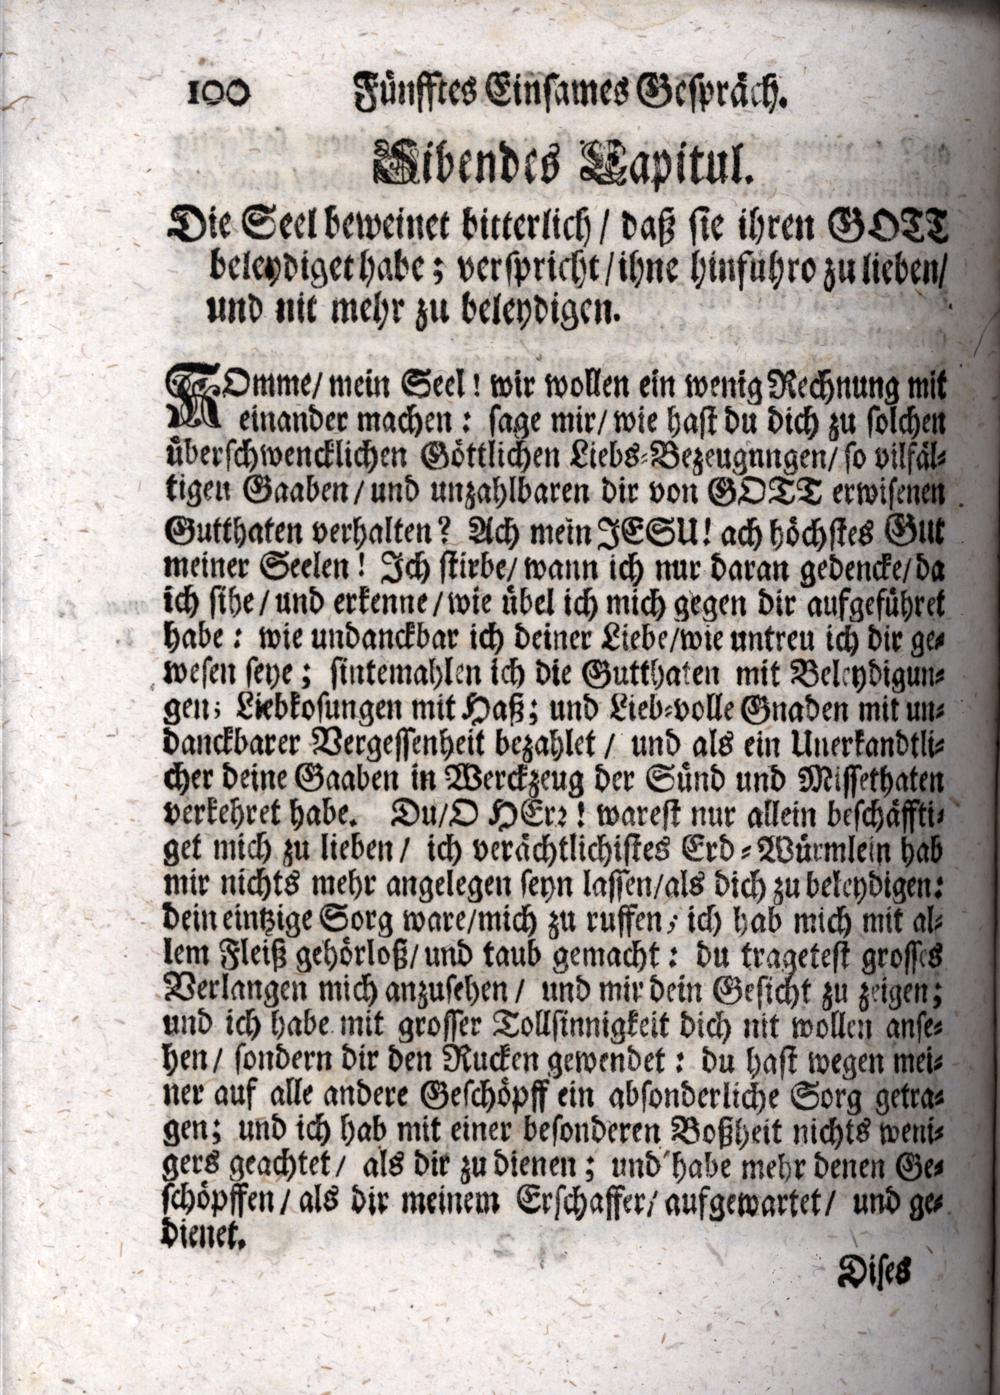 100 Fünfftes Einsames Gespräch.
Sibendes Capitul.
Die Seel beweinet bitterlich / daß sie ihren GOTT
beleydiget habe; verspricht / ihne hinfuhro zu lieben /
und nit mehr zu beleydigen.
KOmme / mein Seel! wir wollen ein wenig Rechnung mit
einander machen: sage mir / wie hast du dich zu solchen
überschwencklichen Göttlichen Liebs-Bezeugungen / so vilfäl-
tigen Gaaben / und unzahlbaren dir von GOTT erwisenen
Gutthaten verhalten? Ach mein JESU! ach höchstes Gut
meiner Seelen! Ich stirbe / wann ich nur daran gedencke / da
ich sihe / und erkenne / wie übel ich mich gegen dir aufgeführet
habe: wie undanckbar ich deiner Liebe / wie untreu ich dir ge-
wesen seye; sintemahlen ich die Gutthaten mit Beleydigun-
gen; Liebkosungen mit Haß; und Lieb-volle Gnaden mit un-
danckbarer Vergessenheit bezahlet / und als ein Unerkandtli-
cher deine Gaaben in Werckzeug der Sünd und Missethaten
verkehret habe. Du / O HErr! warest nur allein beschäffti-
get mich zu lieben / ich verächtlichistes Erd-Würmlein hab
mir nichts mehr angelegen seyn lassen / als dich zu beleydigen:
dein eintzige Sorg ware / mich zu ruffen; ich hab mich mit al-
lem Fleiß gehörloß / und taub gemacht: du tragetest grosses
Verlangen mich anzusehen / und mir dein Gesicht zu zeigen;
und ich habe mit grosser Tollsinnigkeit dich nit wollen anse-
hen / sondern dir den Rucken gewendet: du hast wegen mei-
ner auf alle andere Geschöpff ein absonderliche Sorg getra-
gen; und ich hab mit einer besonderen Boßheit nichts weni-
gers geachtet / als dir zu dienen; und habe mehr denen Ge-
schöpffen / als dir meinem Erschaffer / aufgewartet / und ge-
dienet.
Dises